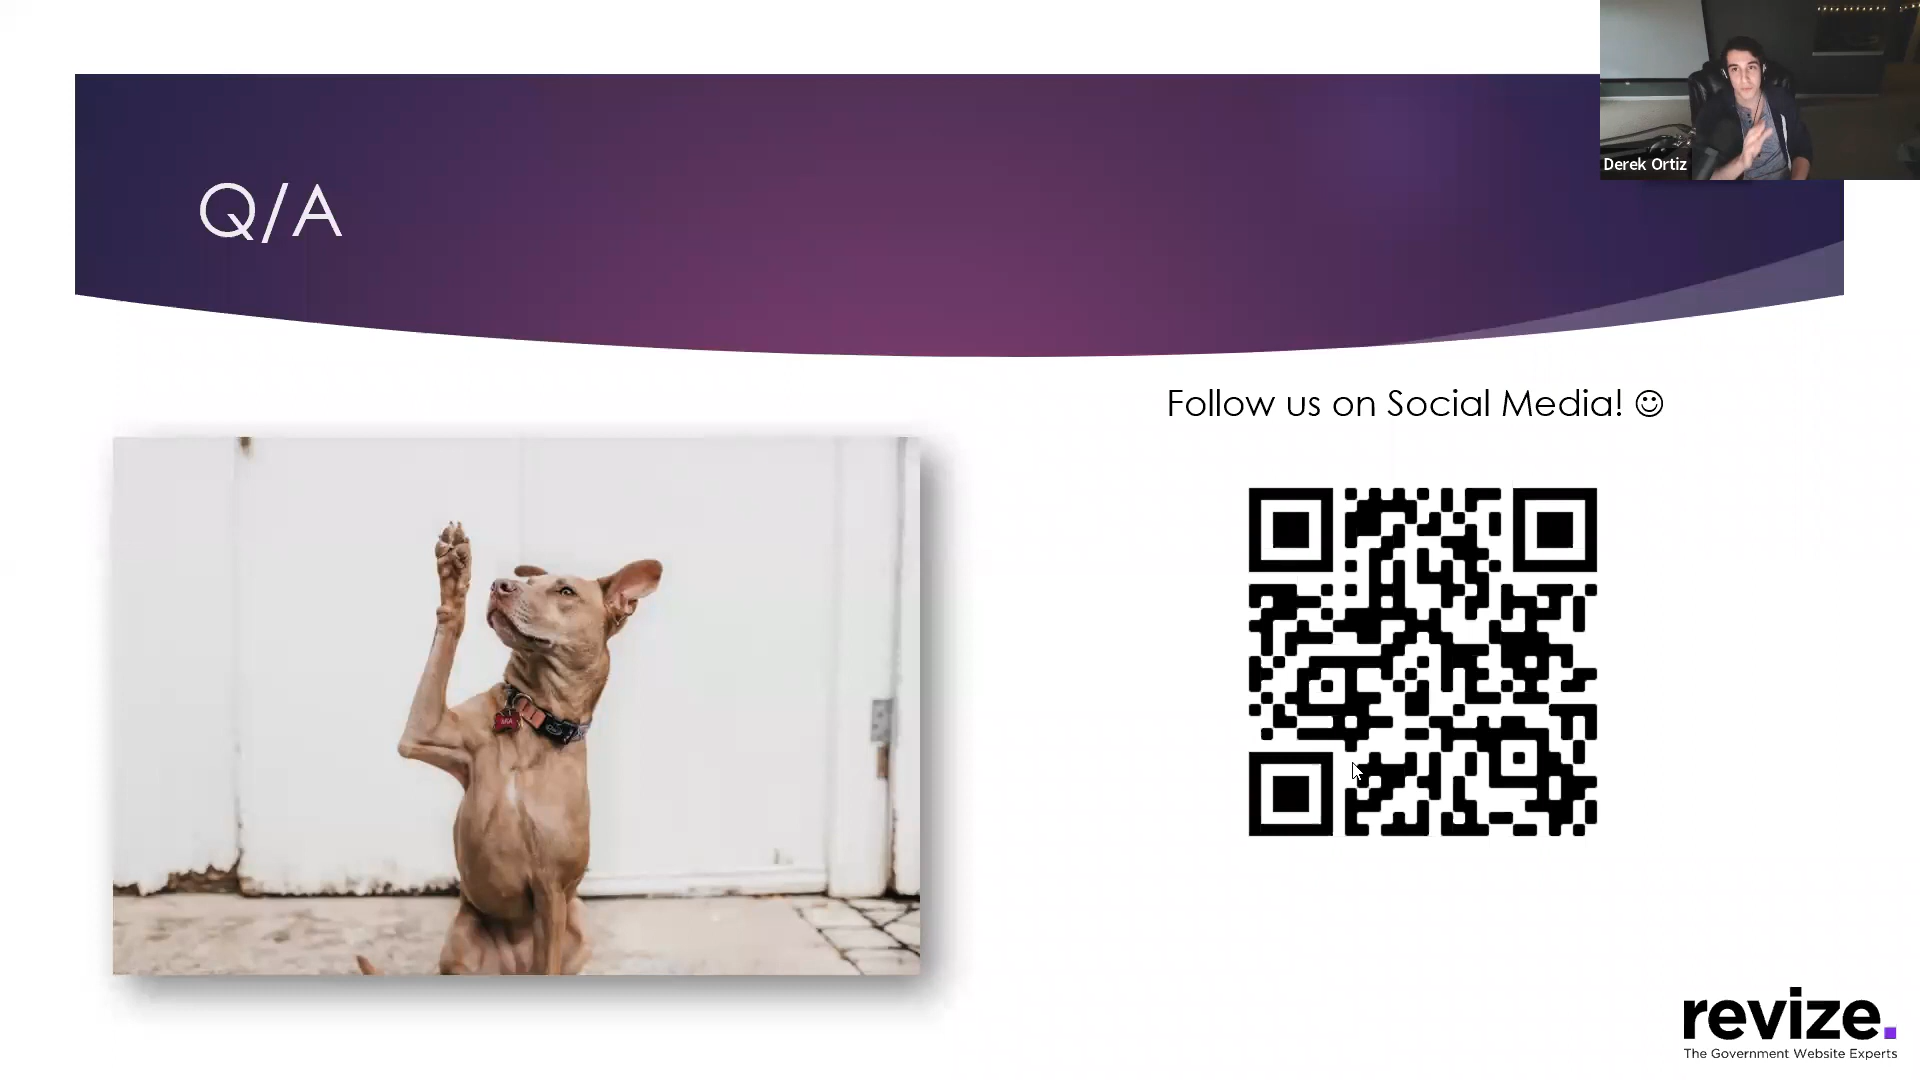 Derek Ortiz
Q/A
Follow us on Social Media! ☺
revize.
The Government Website Experts